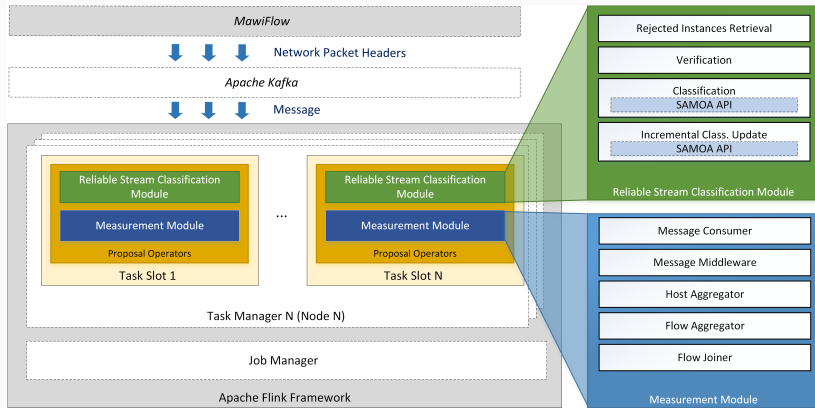 MawiFlow
Network Packet Headers
Apache Kafka
Message
Reliable Stream Classification
Module
Measurement Module
Proposal Operators
Task Slot 1
...
Reliable Stream Classification
Module
Measurement Module
Proposal Operators
Task Slot N
Task Manager N (Node N)
Job Manager
Apache Flink Framework
Rejected Instances Retrieval
Verification
Classification
SAMOA API
Incremental Class. Update
SAMOA API
Reliable Stream Classification Module
Message Consumer
Message Middleware
Host Aggregator
Flow Aggregator
Flow Joiner
Measurement Module